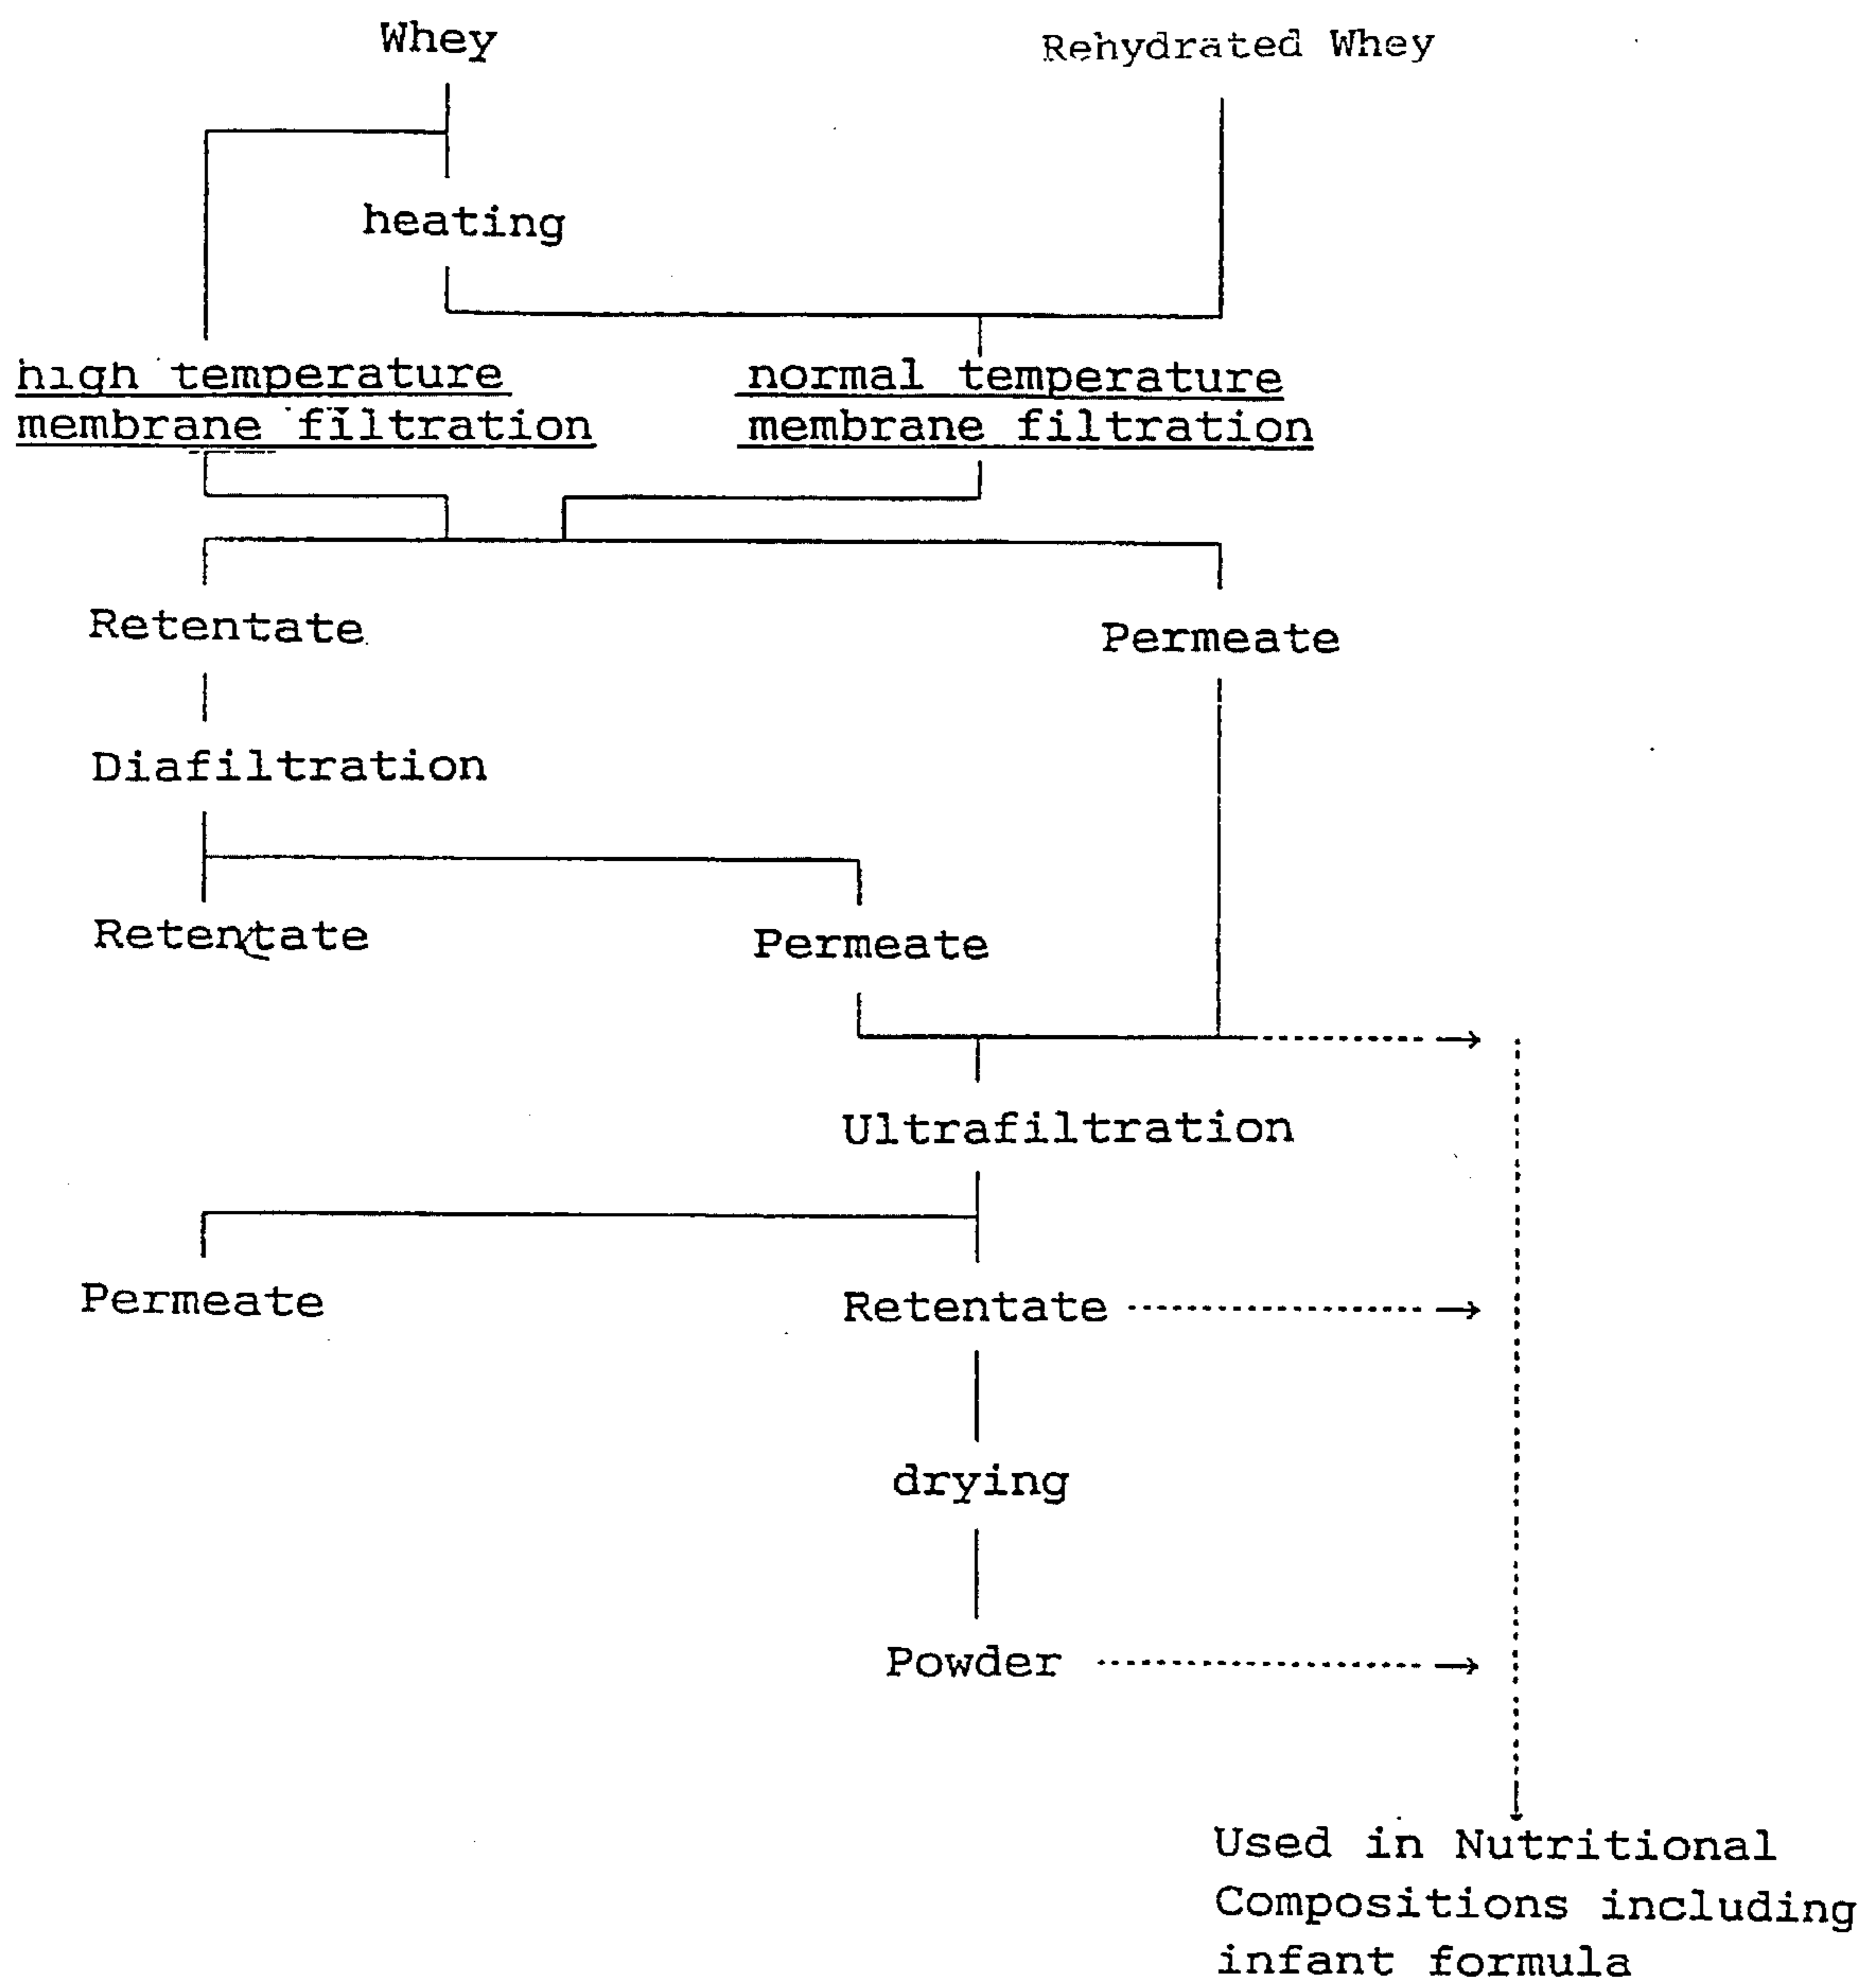 Whey
Rehydrated Whey
heating
high temperature
membrane filtration
normal temperature
membrane filtration
Retentate
Permeate
Diafiltration
Retentate
Permeate
Ultrafiltration
Permeate
Retentate
drying
Powder
Used in Nutritional
Compositions including
infant formula